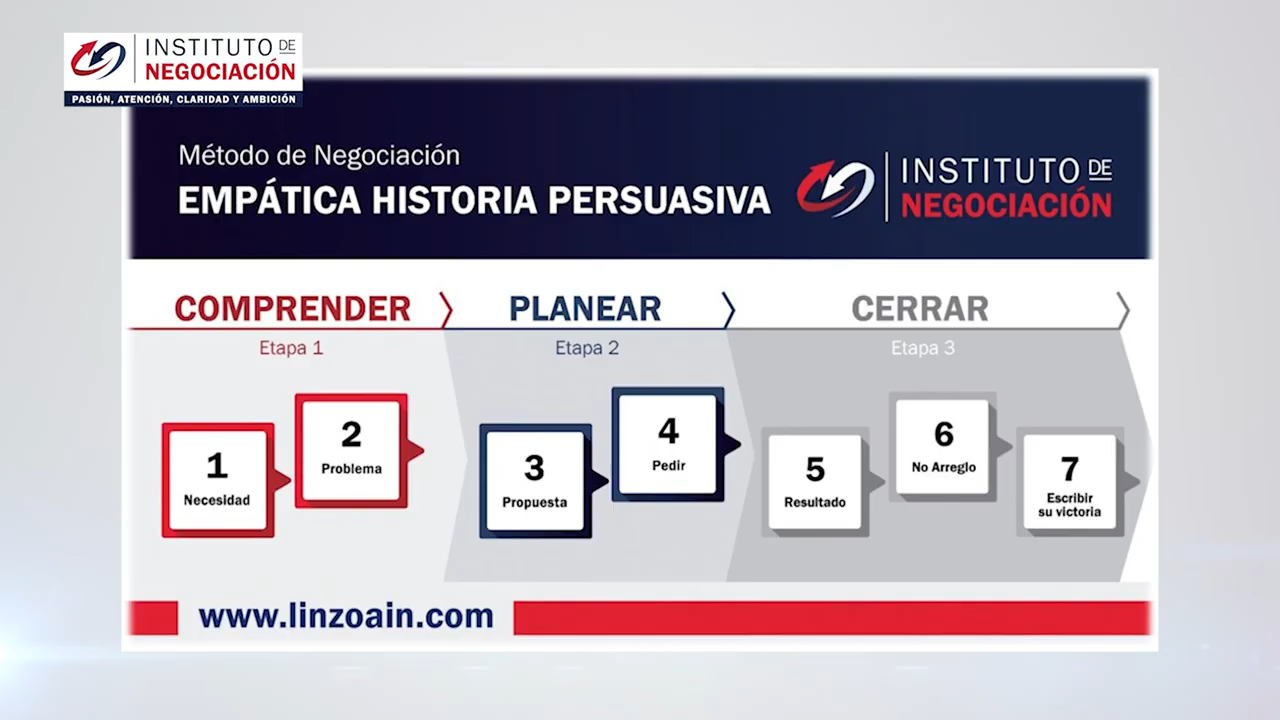 INSTITUTO DE
NEGOCIACIÓN
PASIÓN, ATENCIÓN, CLARIDAD Y AMBICIÓN
Método de Negociación
EMPÁTICA HISTORIA PERSUASIVA
INSTITUTO DE
NEGOCIACIÓN
COMPRENDER
PLANEAR
CERRAR
Etapa 1
Etapa 2
Etapa 3
1
Necesidad
2
Problema
3
Propuesta
4
Pedir
5
Resultado
6
No Arreglo
7
Escribir
su victoria
www.linzoain.com